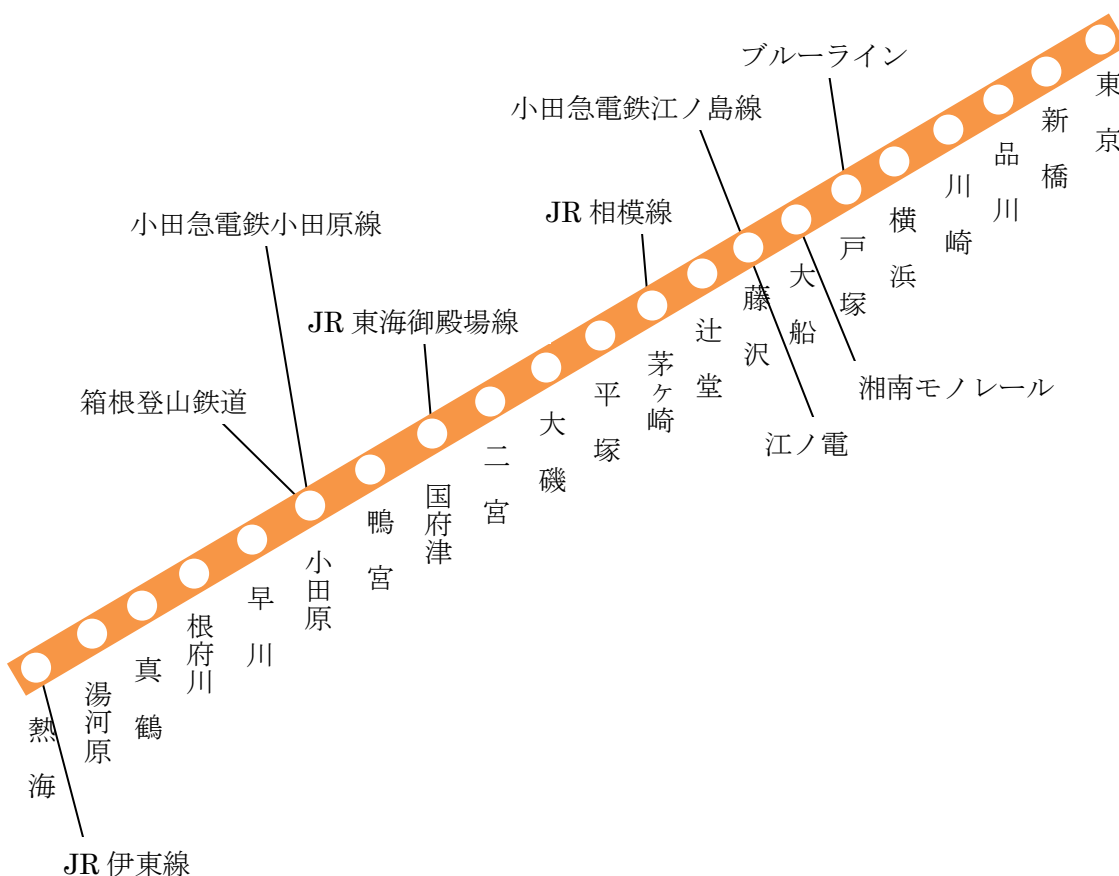 ブルーライン
小田急電鉄江ノ島線
JR 相模線
小田急電鉄小田原線
JR 東海御殿場線
箱根登山鉄道
湘南モノレール
江ノ電
JR 伊東線
東京
新橋
品川
川崎
横浜
戸塚
大船
藤沢
辻堂
茅ヶ崎
平塚
大磯
二宮
国府津
鴨宮
小田原
早川
根府川
真鶴
湯河原
熱海